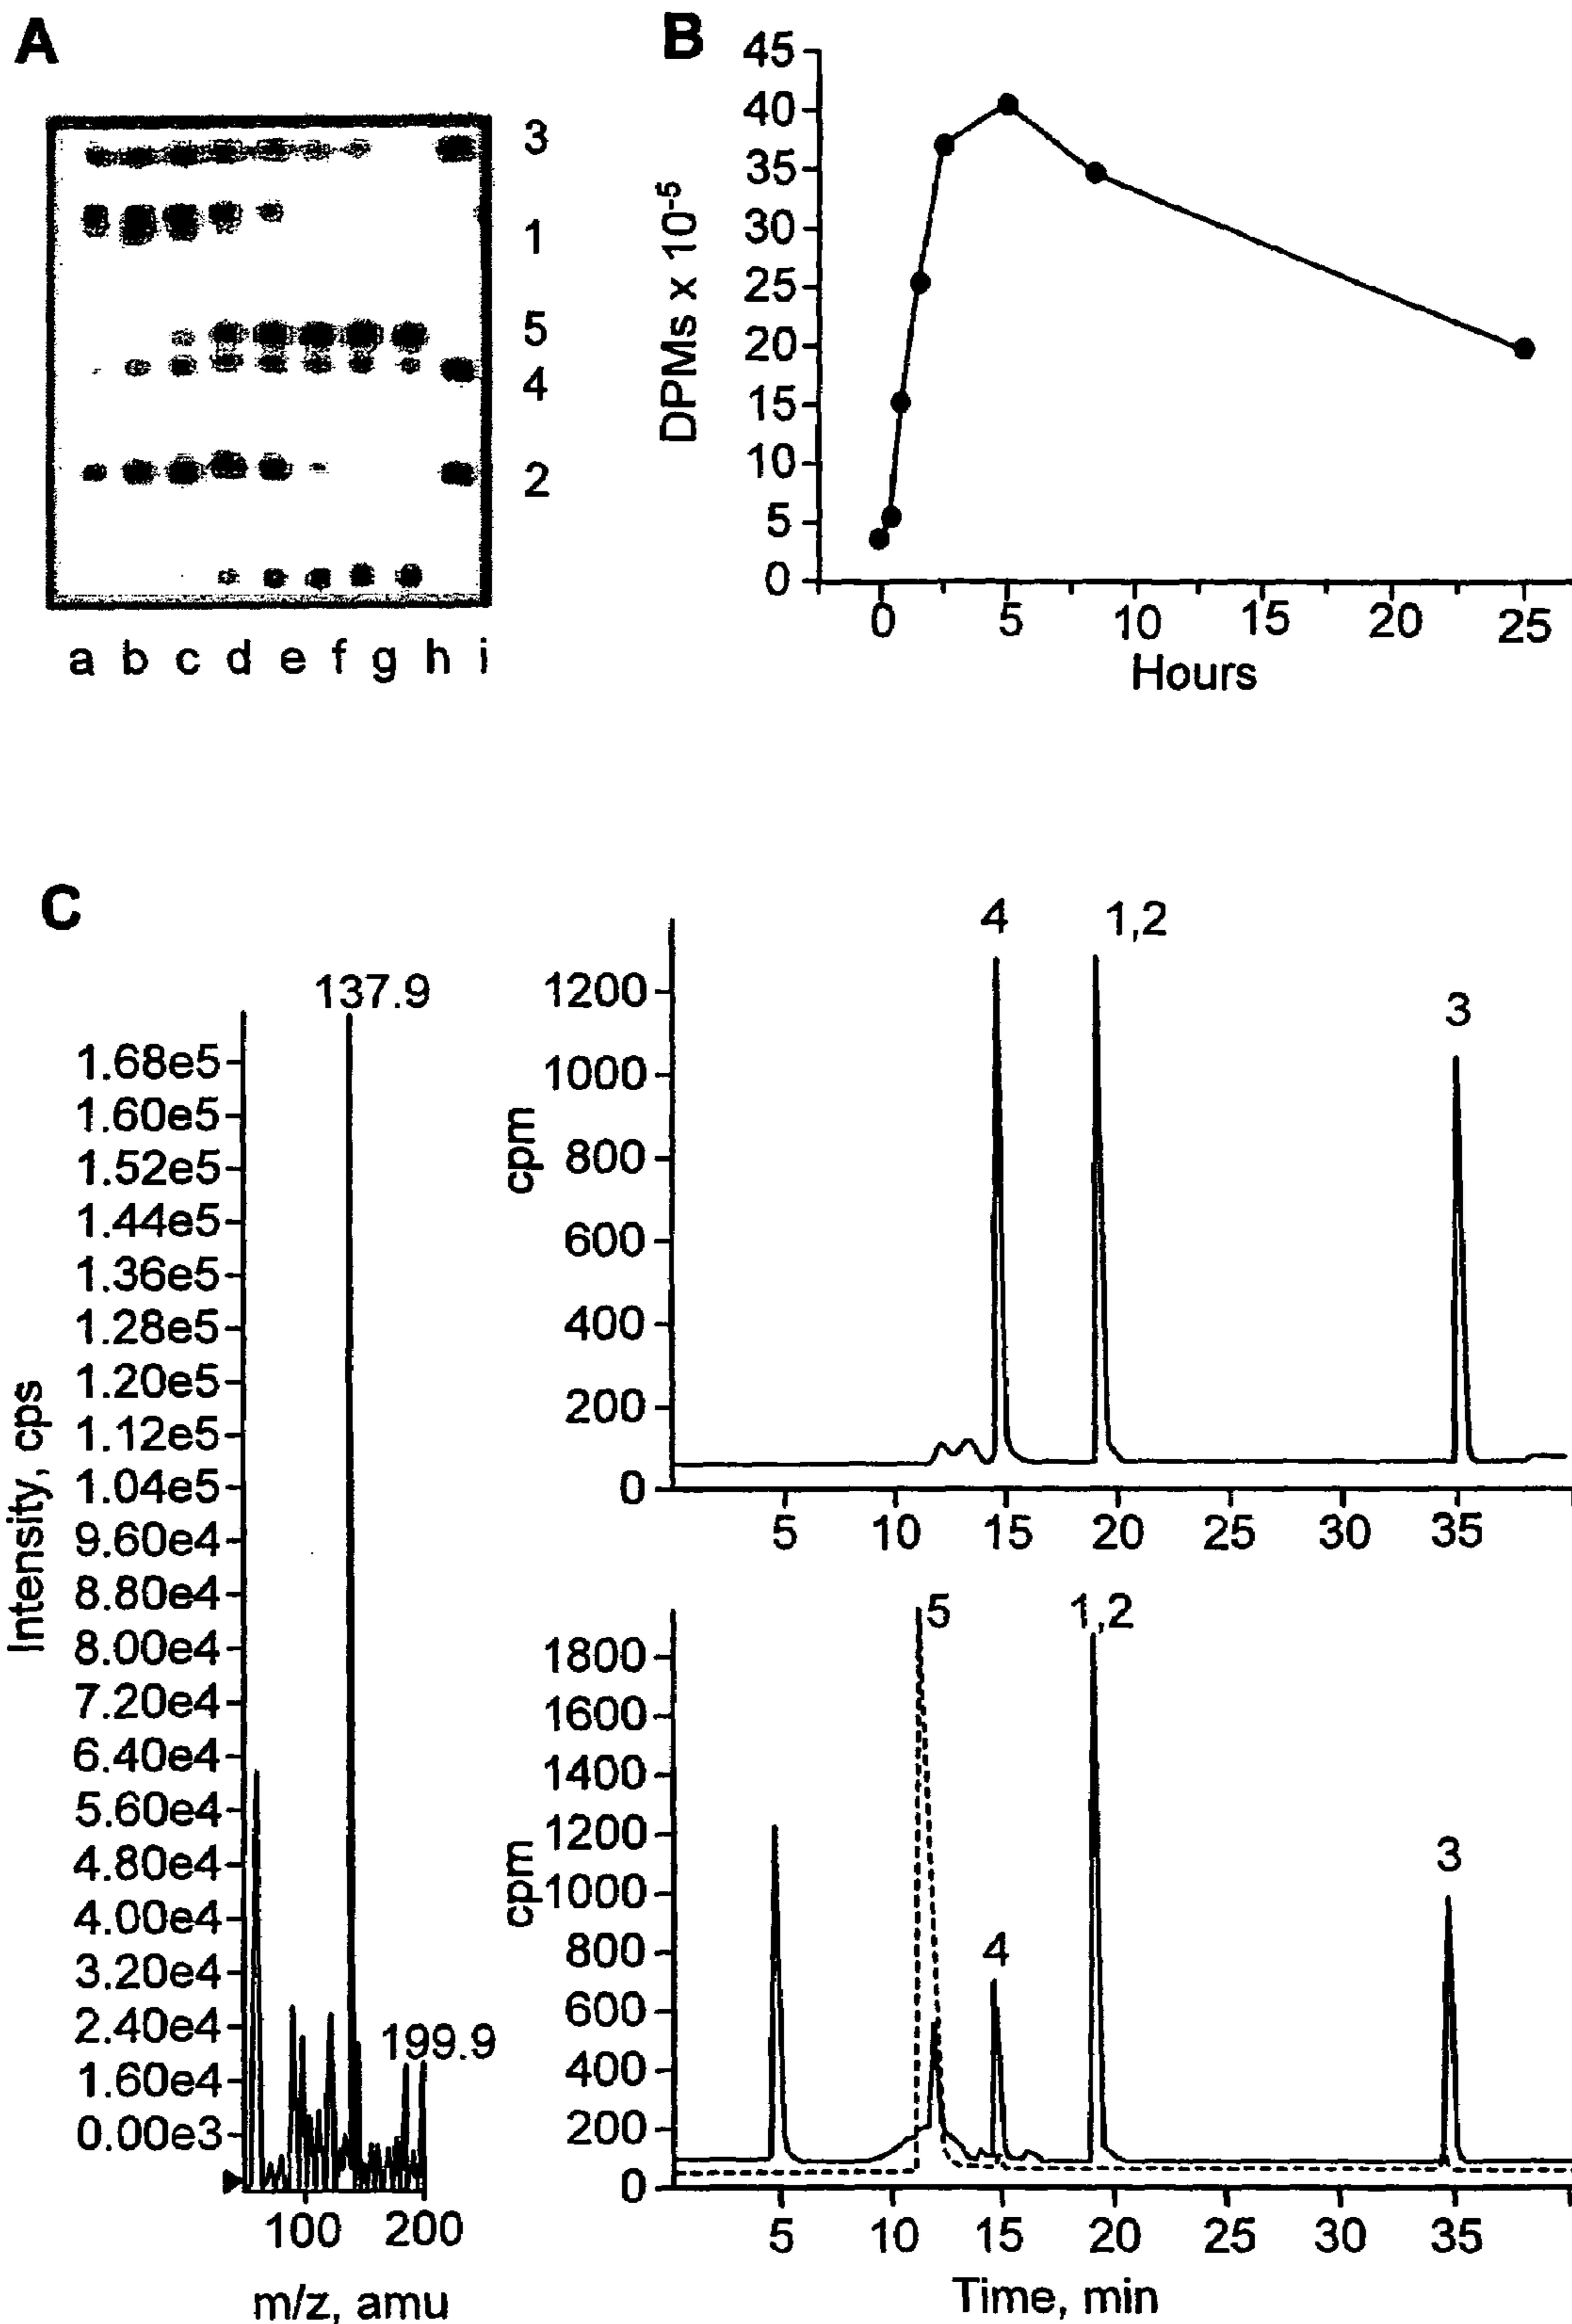 A
3
1
5
4
2
a b c d e f g h i
B
45
40
35
30
25
20
15
10
5
0
DPMs x 10-5
0 5 10 15 20 25
Hours
C
137.9
1.68e5
1.60e5
1.52e5
1.44e5
1.36e5
1.28e5
1.20e5
1.12e5
1.04e5
9.60e4
8.80e4
8.00e4
7.20e4
6.40e4
5.60e4
4.80e4
4.00e4
3.20e4
2.40e4
1.60e4
0.00e3
Intensity, cps
199.9
100 200
m/z, amu
4 1,2 3
1200
1000
800
600
400
200
0
cpm
5 10 15 20 25 30 35
5 1,2
4
3
1800
1600
1400
1200
1000
800
600
400
200
0
cpm
5 10 15 20 25 30 35
Time, min